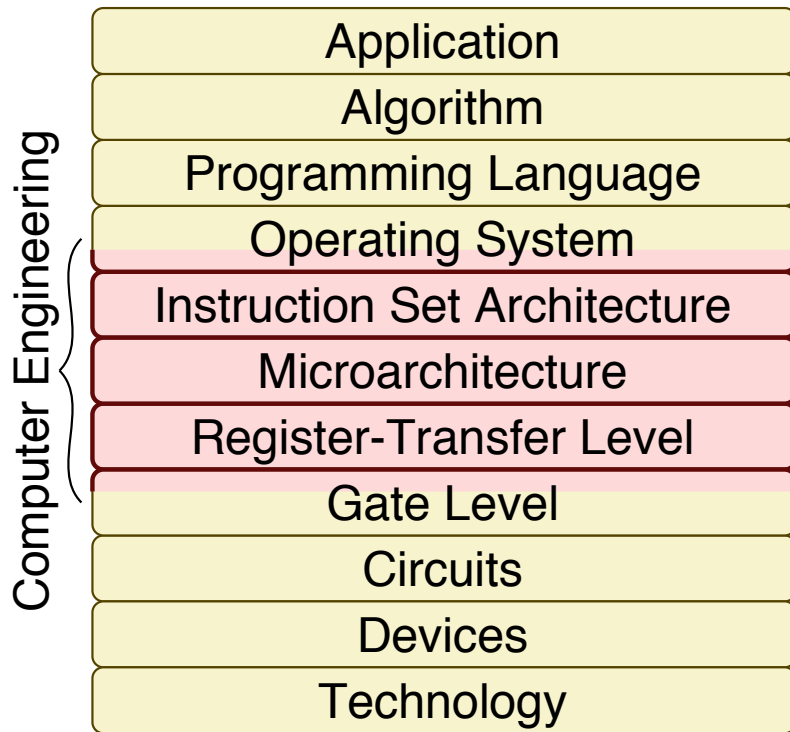 Application
Algorithm
Programming Language
Operating System
Instruction Set Architecture
Microarchitecture
Register-Transfer Level
Gate Level
Circuits
Devices
Technology
Computer Engineering